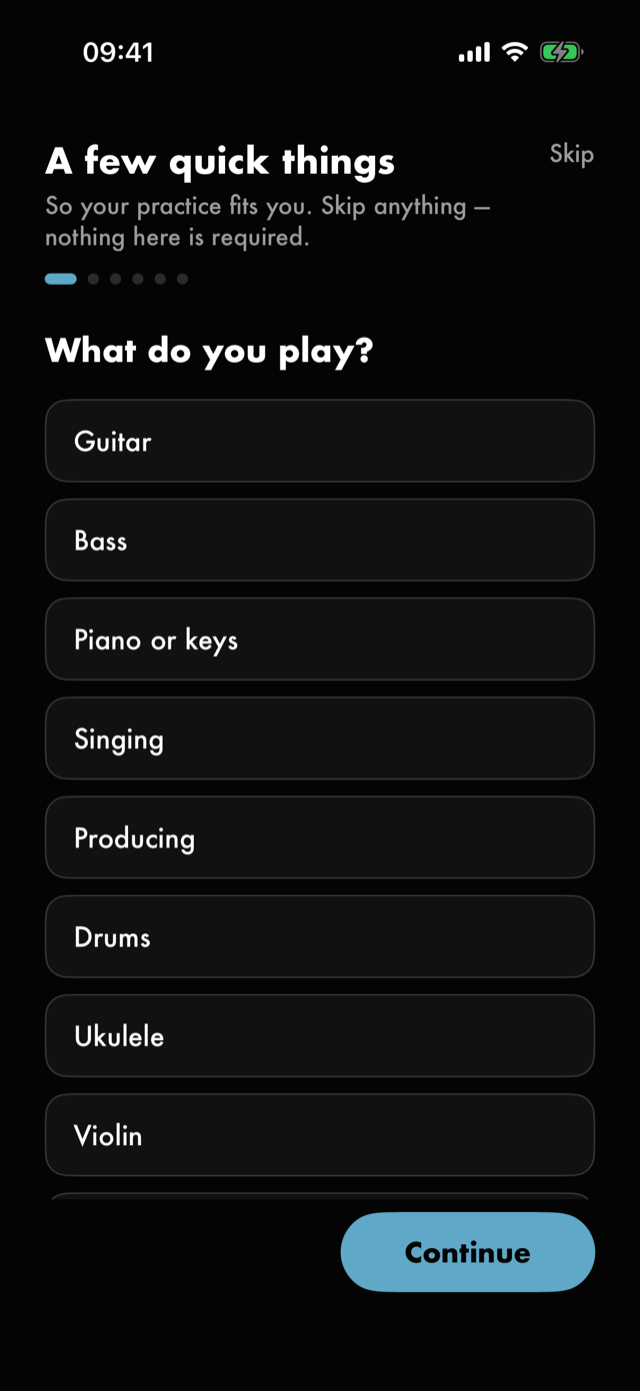 09:41
A few quick things
Skip
So your practice fits you. Skip anything –
nothing here is required.
What do you play?
Guitar
Bass
Piano or keys
Singing
Producing
Drums
Ukulele
Violin
Continue